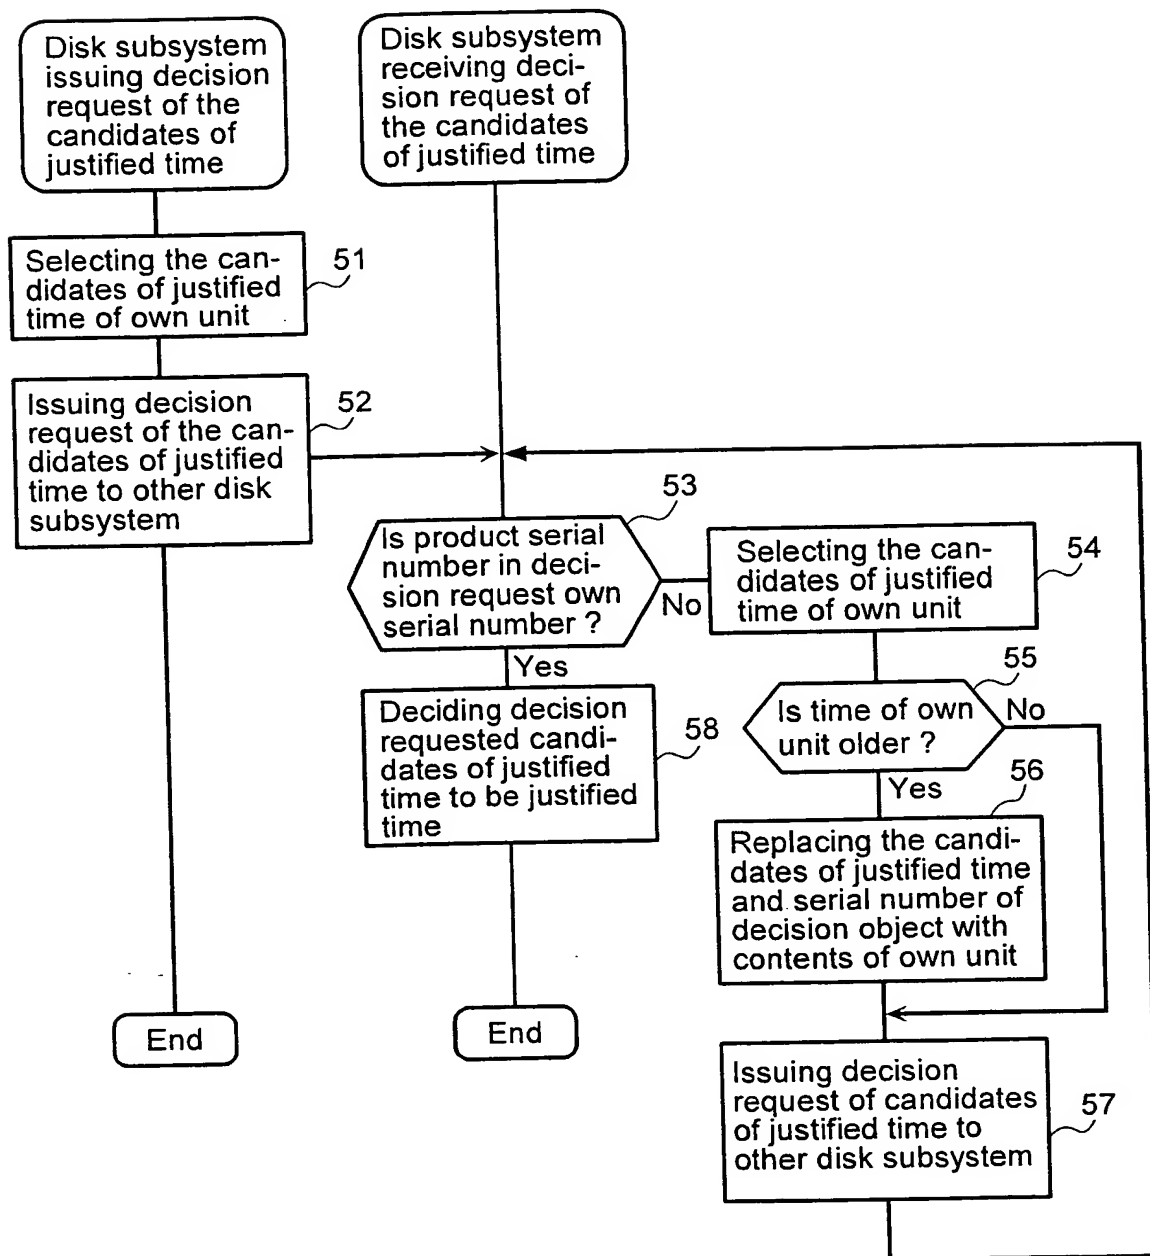 Disk subsystem
issuing decision
request of the
candidates of
justified time
Disk subsystem
receiving deci-
sion request of
the candidates
of justified time
Selecting the can-
didates of justified
time of own unit
51
Issuing decision
request of the can-
didates of justified
time to other disk
subsystem
52
53
Is product serial
number in deci-
sion request own
serial number ?
No
Yes
Selecting the can-
didates of justified
time of own unit
54
55
Is time of own
unit older ?
No
Yes
Deciding decision
requested candi-
dates of justified
time to be justified
time
58
56
Replacing the candi-
dates of justified time
and serial number of
decision object with
contents of own unit
End
End
Issuing decision
request of candidates
of justified time to
other disk subsystem
57